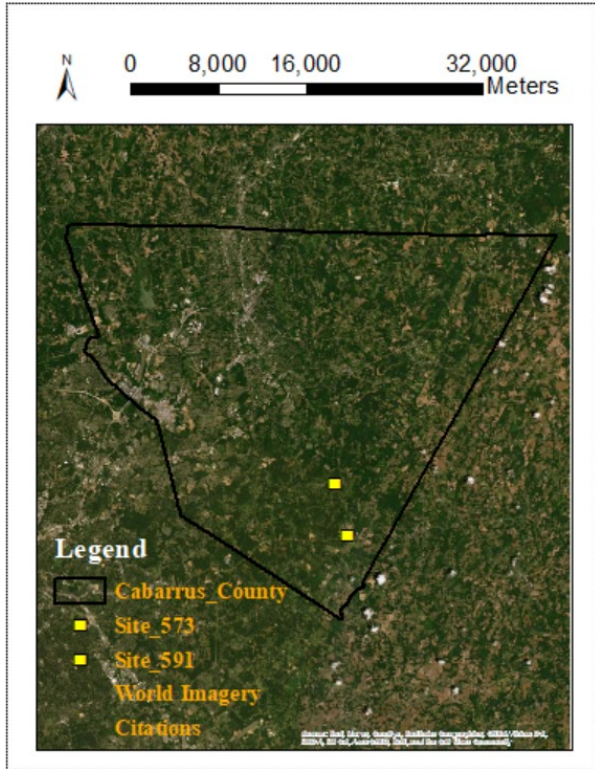 N
0 8,000 16,000 32,000
Meters
Legend
Cabarrus_County
Site_573
Site_591
World Imagery
Citations